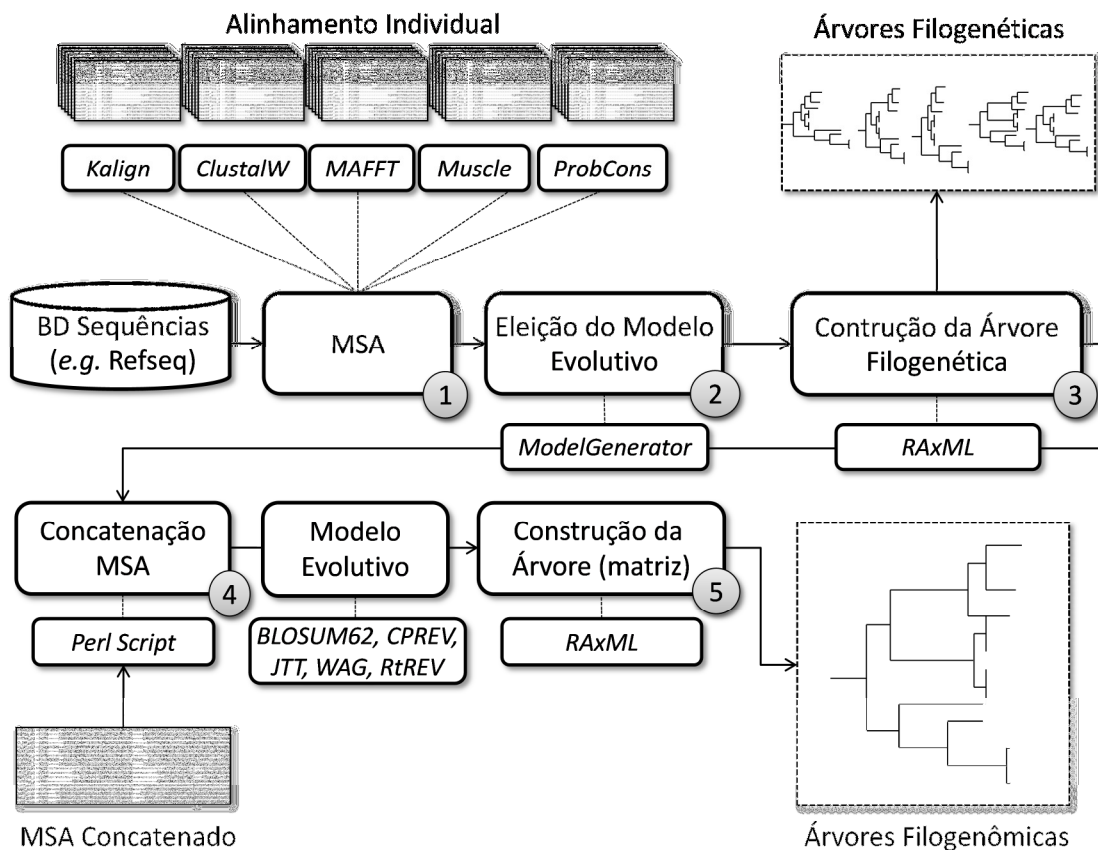 Alinhamento Individual
Árvores Filogenéticas
Kalign
ClustalW
MAFFT
Muscle
ProbCons
BD Sequências
(e.g. Refseq)
MSA
1
Eleição do Modelo
Evolutivo
2
Contrução da Árvore
Filogenética
3
ModelGenerator
RAxML
Concatenação
MSA
4
Modelo
Evolutivo
Construção da
Árvore (matriz)
5
Perl Script
BLOSUM62, CPREV,
JTT, WAG, RtREV
RAxML
MSA Concatenado
Árvores Filogenômicas